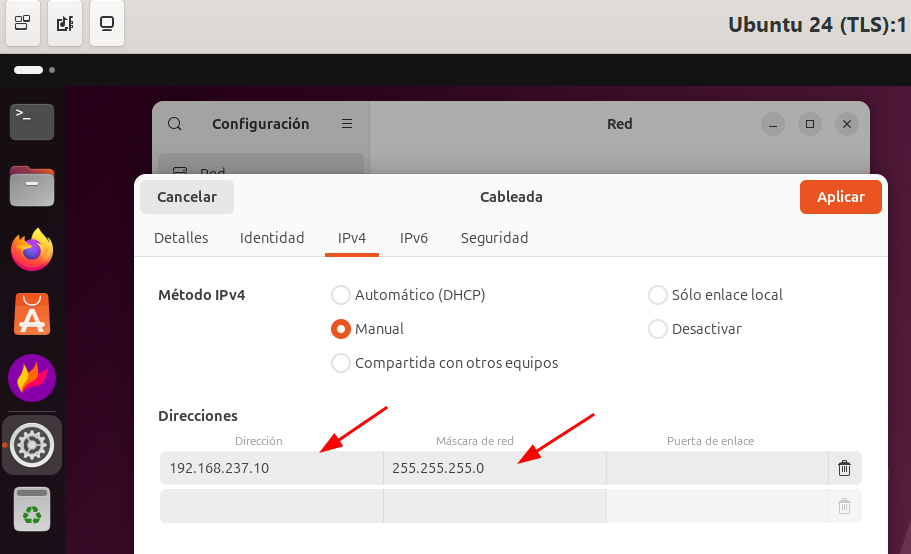 Ubuntu 24 (TLS):1
Configuración
Red
Red
Cancelar
Cableada
Aplicar
Detalles
Identidad
IPv4
IPv6
Seguridad
Método IPv4
Automático (DHCP)
Sólo enlace local
Manual
Desactivar
Compartida con otros equipos
Direcciones
Dirección
Máscara de red
Puerta de enlace
192.168.237.10
255.255.255.0